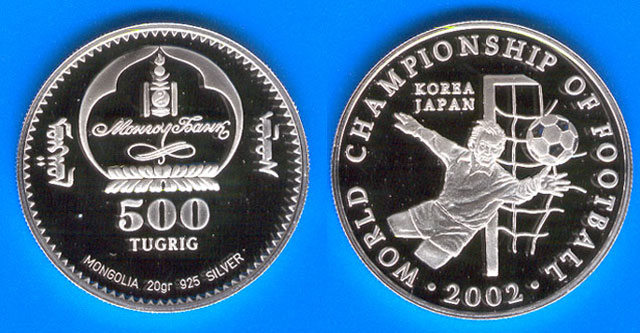 Монгол Банк
500
TUGRIG
MONGOLIA 20gr 925 SILVER
WORLD CHAMPIONSHIP OF FOOTBALL
KOREA
JAPAN
· 2002 ·